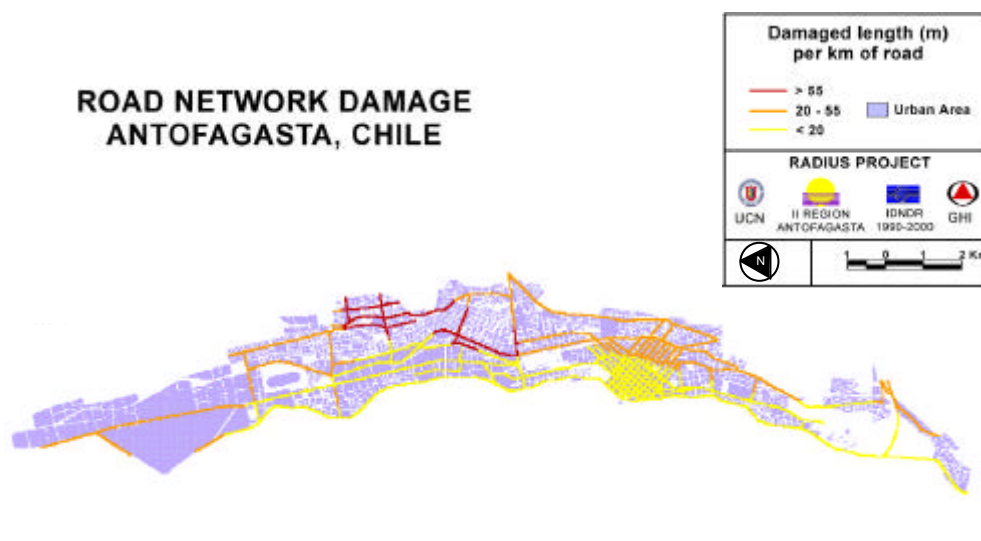 ROAD NETWORK DAMAGE
ANTOFAGASTA, CHILE
Damaged length (m)
per km of road
> 55
20 - 55
< 20
Urban Area
RADIUS PROJECT
UCN
II REGION
ANTOFAGASTA
IDNDR
1990-2000
GHI
N
1 0 1 2 Km